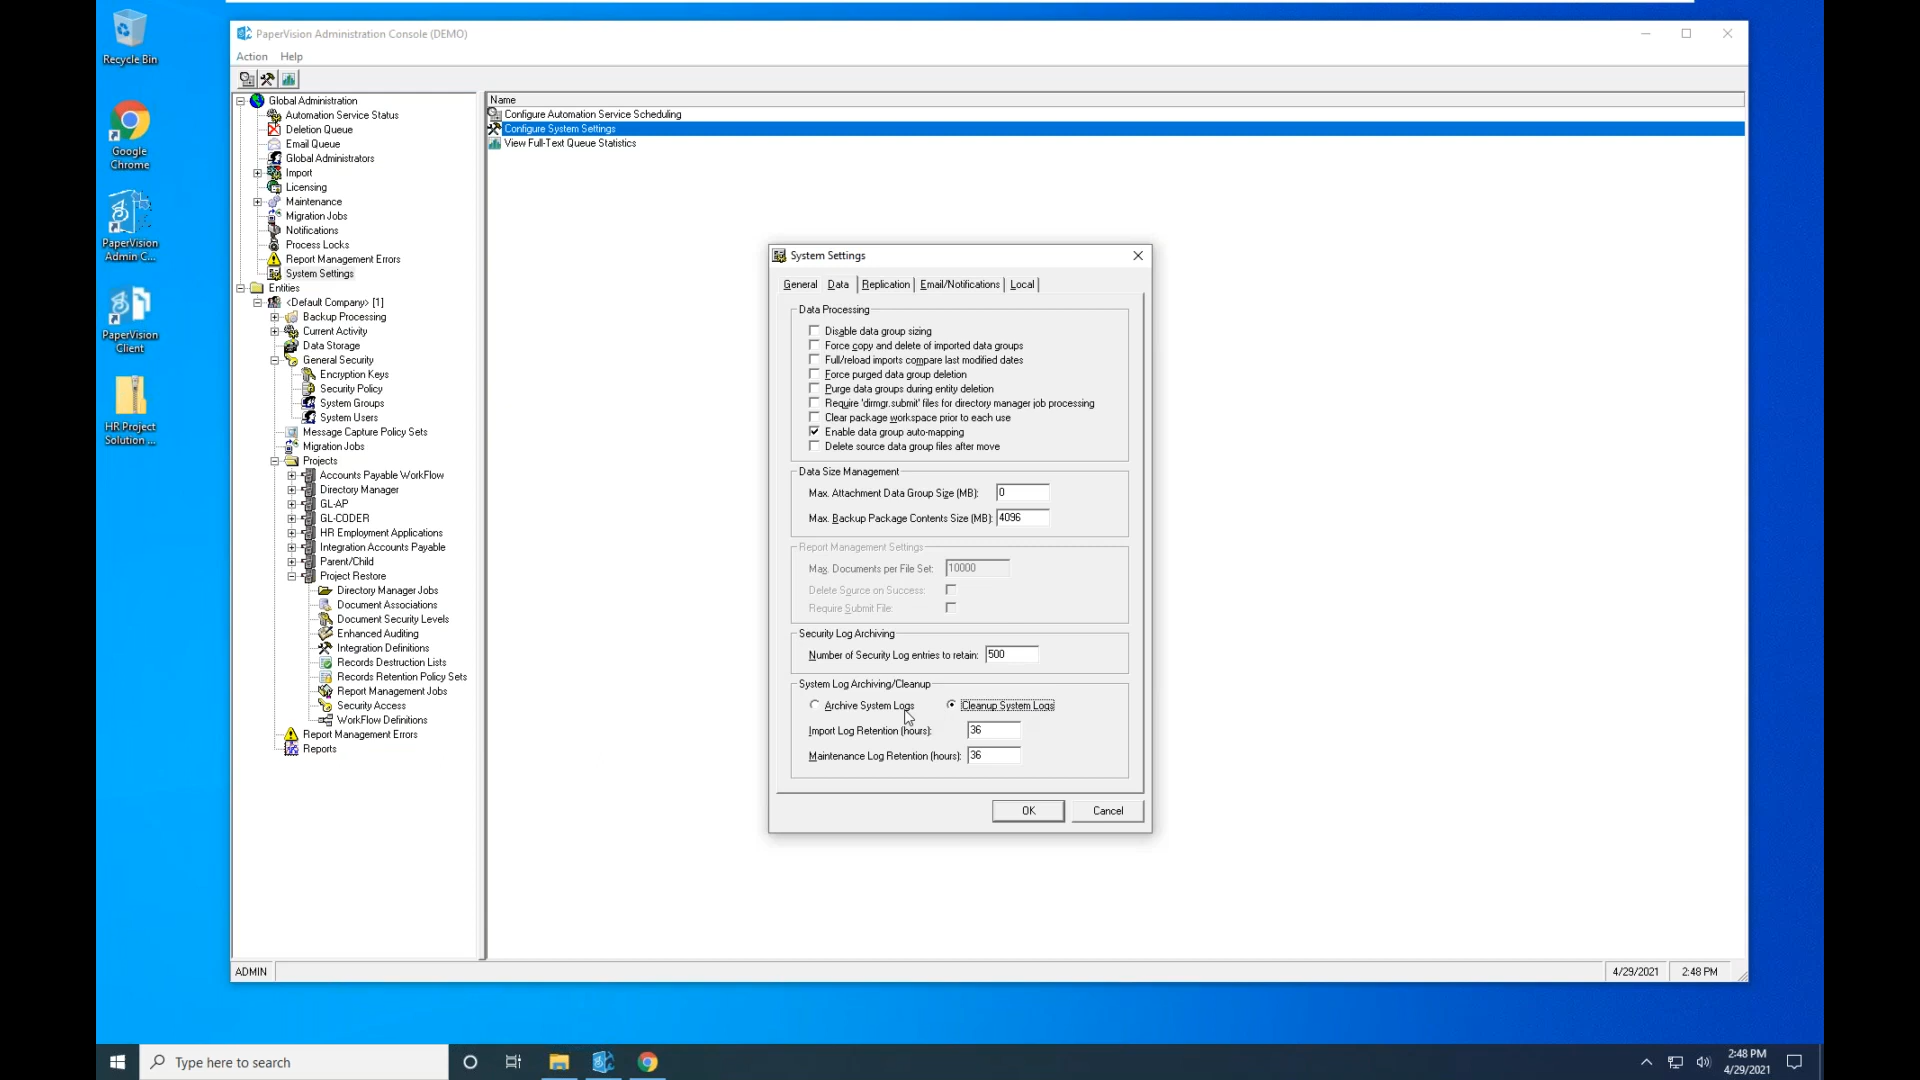 Recycle Bin
Google
Chrome
PaperVision
Admin C...
PaperVision
Client
HR Project
Solution ...
PaperVision Administration Console (DEMO)
Action Help
Global Administration
Automation Service Status
Deletion Queue
Email Queue
Global Administrators
Import
Licensing
Maintenance
Migration Jobs
Notifications
Process Locks
Report Management Errors
System Settings
Entities
<Default Company> [1]
Backup Processing
Current Activity
Data Storage
General Security
Encryption Keys
Security Policy
System Groups
System Users
Message Capture Policy Sets
Migration Jobs
Projects
Accounts Payable WorkFlow
Directory Manager
GL-AP
GL-CODER
HR Employment Applications
Integration Accounts Payable
Parent/Child
Project Restore
Directory Manager Jobs
Document Associations
Document Security Levels
Enhanced Auditing
Integration Definitions
Records Destruction Lists
Records Retention Policy Sets
Report Management Jobs
Security Access
WorkFlow Definitions
Report Management Errors
Reports
Name
Configure Automation Service Scheduling
Configure System Settings
View Full-Text Queue Statistics
System Settings
General Data Replication Email/Notifications Local
Data Processing
Disable data group sizing
Force copy and delete of imported data groups
Full/reload imports compare last modified dates
Force purged data group deletion
Purge data groups during entity deletion
Require 'dirmgr.submit' files for directory manager job processing
Clear package workspace prior to each use
Enable data group auto-mapping
Delete source data group files after move
Data Size Management
Max. Attachment Data Group Size (MB): 0
Max. Backup Package Contents Size (MB): 4096
Report Management Settings
Max. Documents per File Set: 10000
Delete Source on Success:
Require Submit File:
Security Log Archiving
Number of Security Log entries to retain: 500
System Log Archiving/Cleanup
Archive System Logs Cleanup System Logs
Import Log Retention (hours): 36
Maintenance Log Retention (hours): 36
OK Cancel
ADMIN 4/29/2021 2:48 PM
Type here to search
2:48 PM
4/29/2021